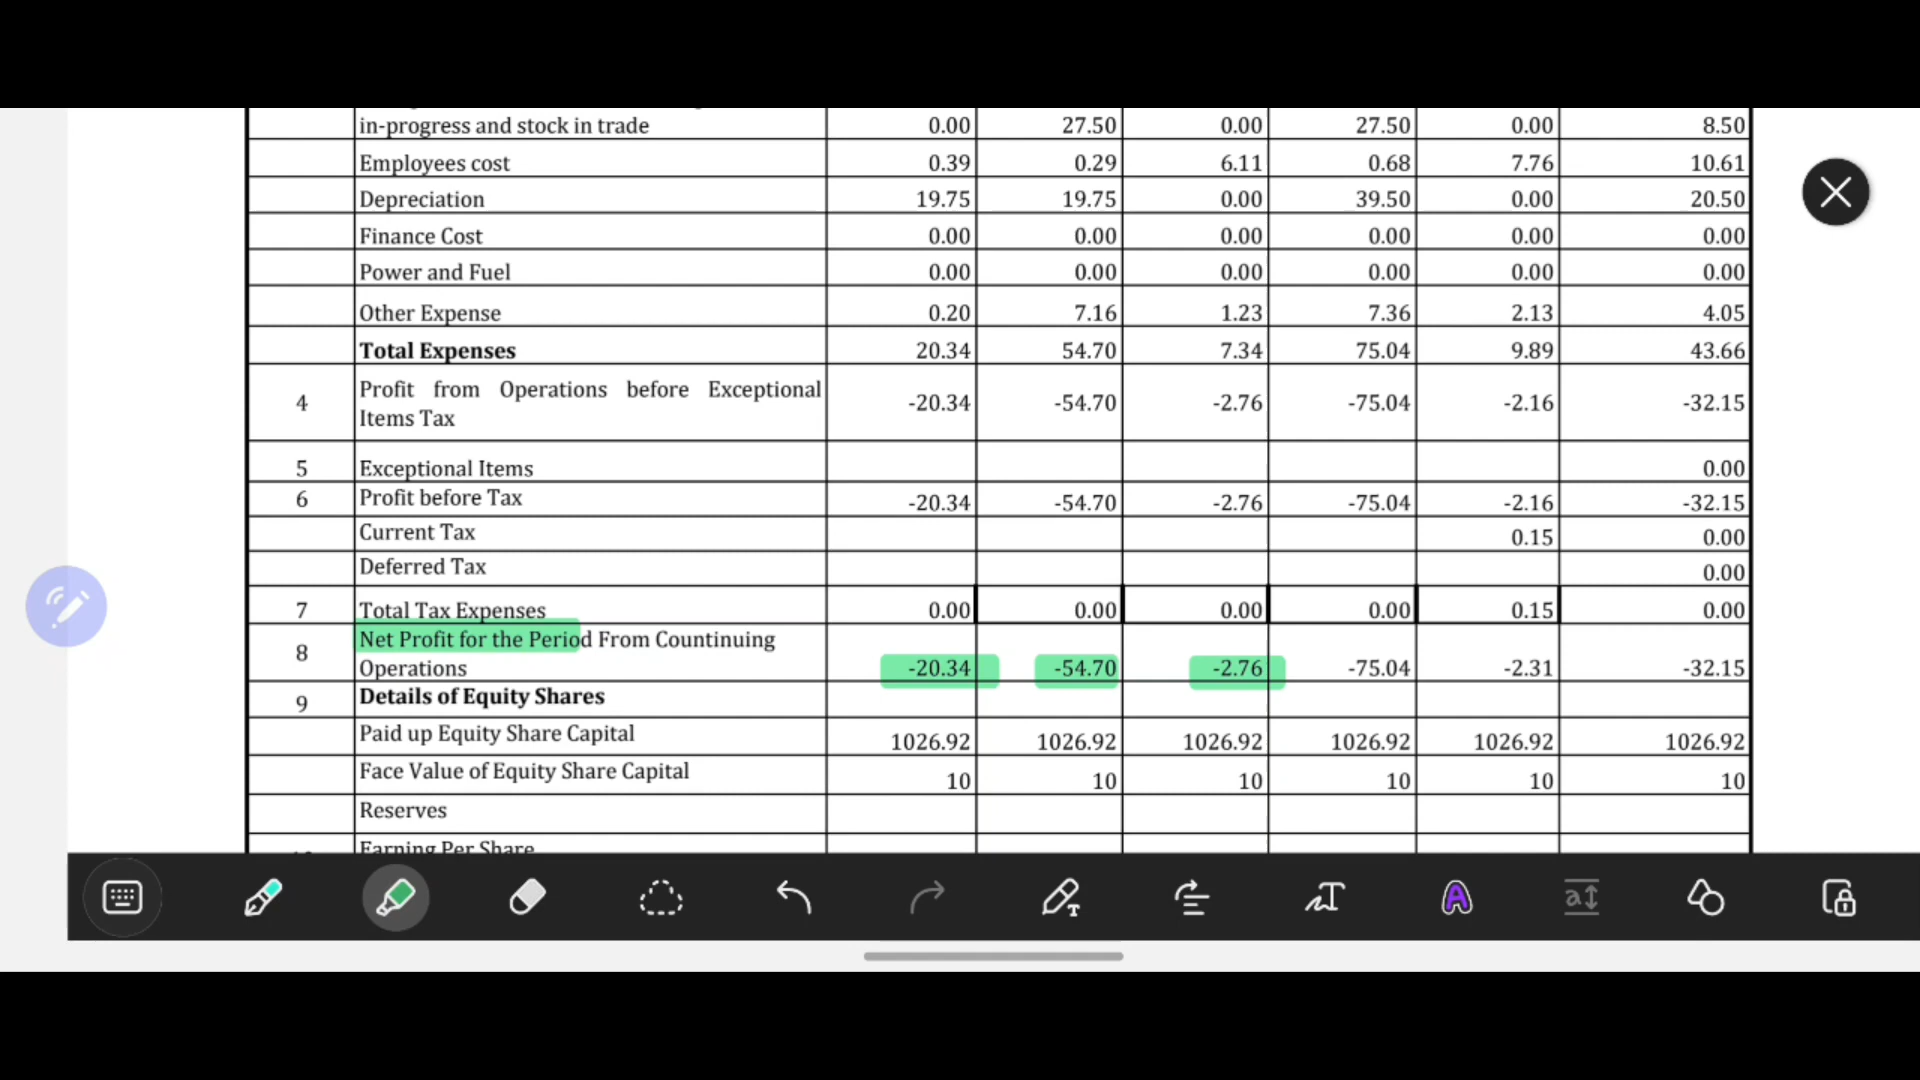 in-progress and stock in trade 0.00 27.50 0.00 27.50 0.00 8.50
Employees cost 0.39 0.29 6.11 0.68 7.76 10.61
Depreciation 19.75 19.75 0.00 39.50 0.00 20.50
Finance Cost 0.00 0.00 0.00 0.00 0.00 0.00
Power and Fuel 0.00 0.00 0.00 0.00 0.00 0.00
Other Expense 0.20 7.16 1.23 7.36 2.13 4.05
Total Expenses 20.34 54.70 7.34 75.04 9.89 43.66
4 Profit from Operations before Exceptional
Items Tax -20.34 -54.70 -2.76 -75.04 -2.16 -32.15
5 Exceptional Items 0.00
6 Profit before Tax -20.34 -54.70 -2.76 -75.04 -2.16 -32.15
Current Tax 0.15 0.00
Deferred Tax 0.00
7 Total Tax Expenses 0.00 0.00 0.00 0.00 0.15 0.00
8 Net Profit for the Period From Countinuing
Operations -20.34 -54.70 -2.76 -75.04 -2.31 -32.15
9 Details of Equity Shares
Paid up Equity Share Capital 1026.92 1026.92 1026.92 1026.92 1026.92 1026.92
Face Value of Equity Share Capital 10 10 10 10 10 10
Reserves
Earning Per Share